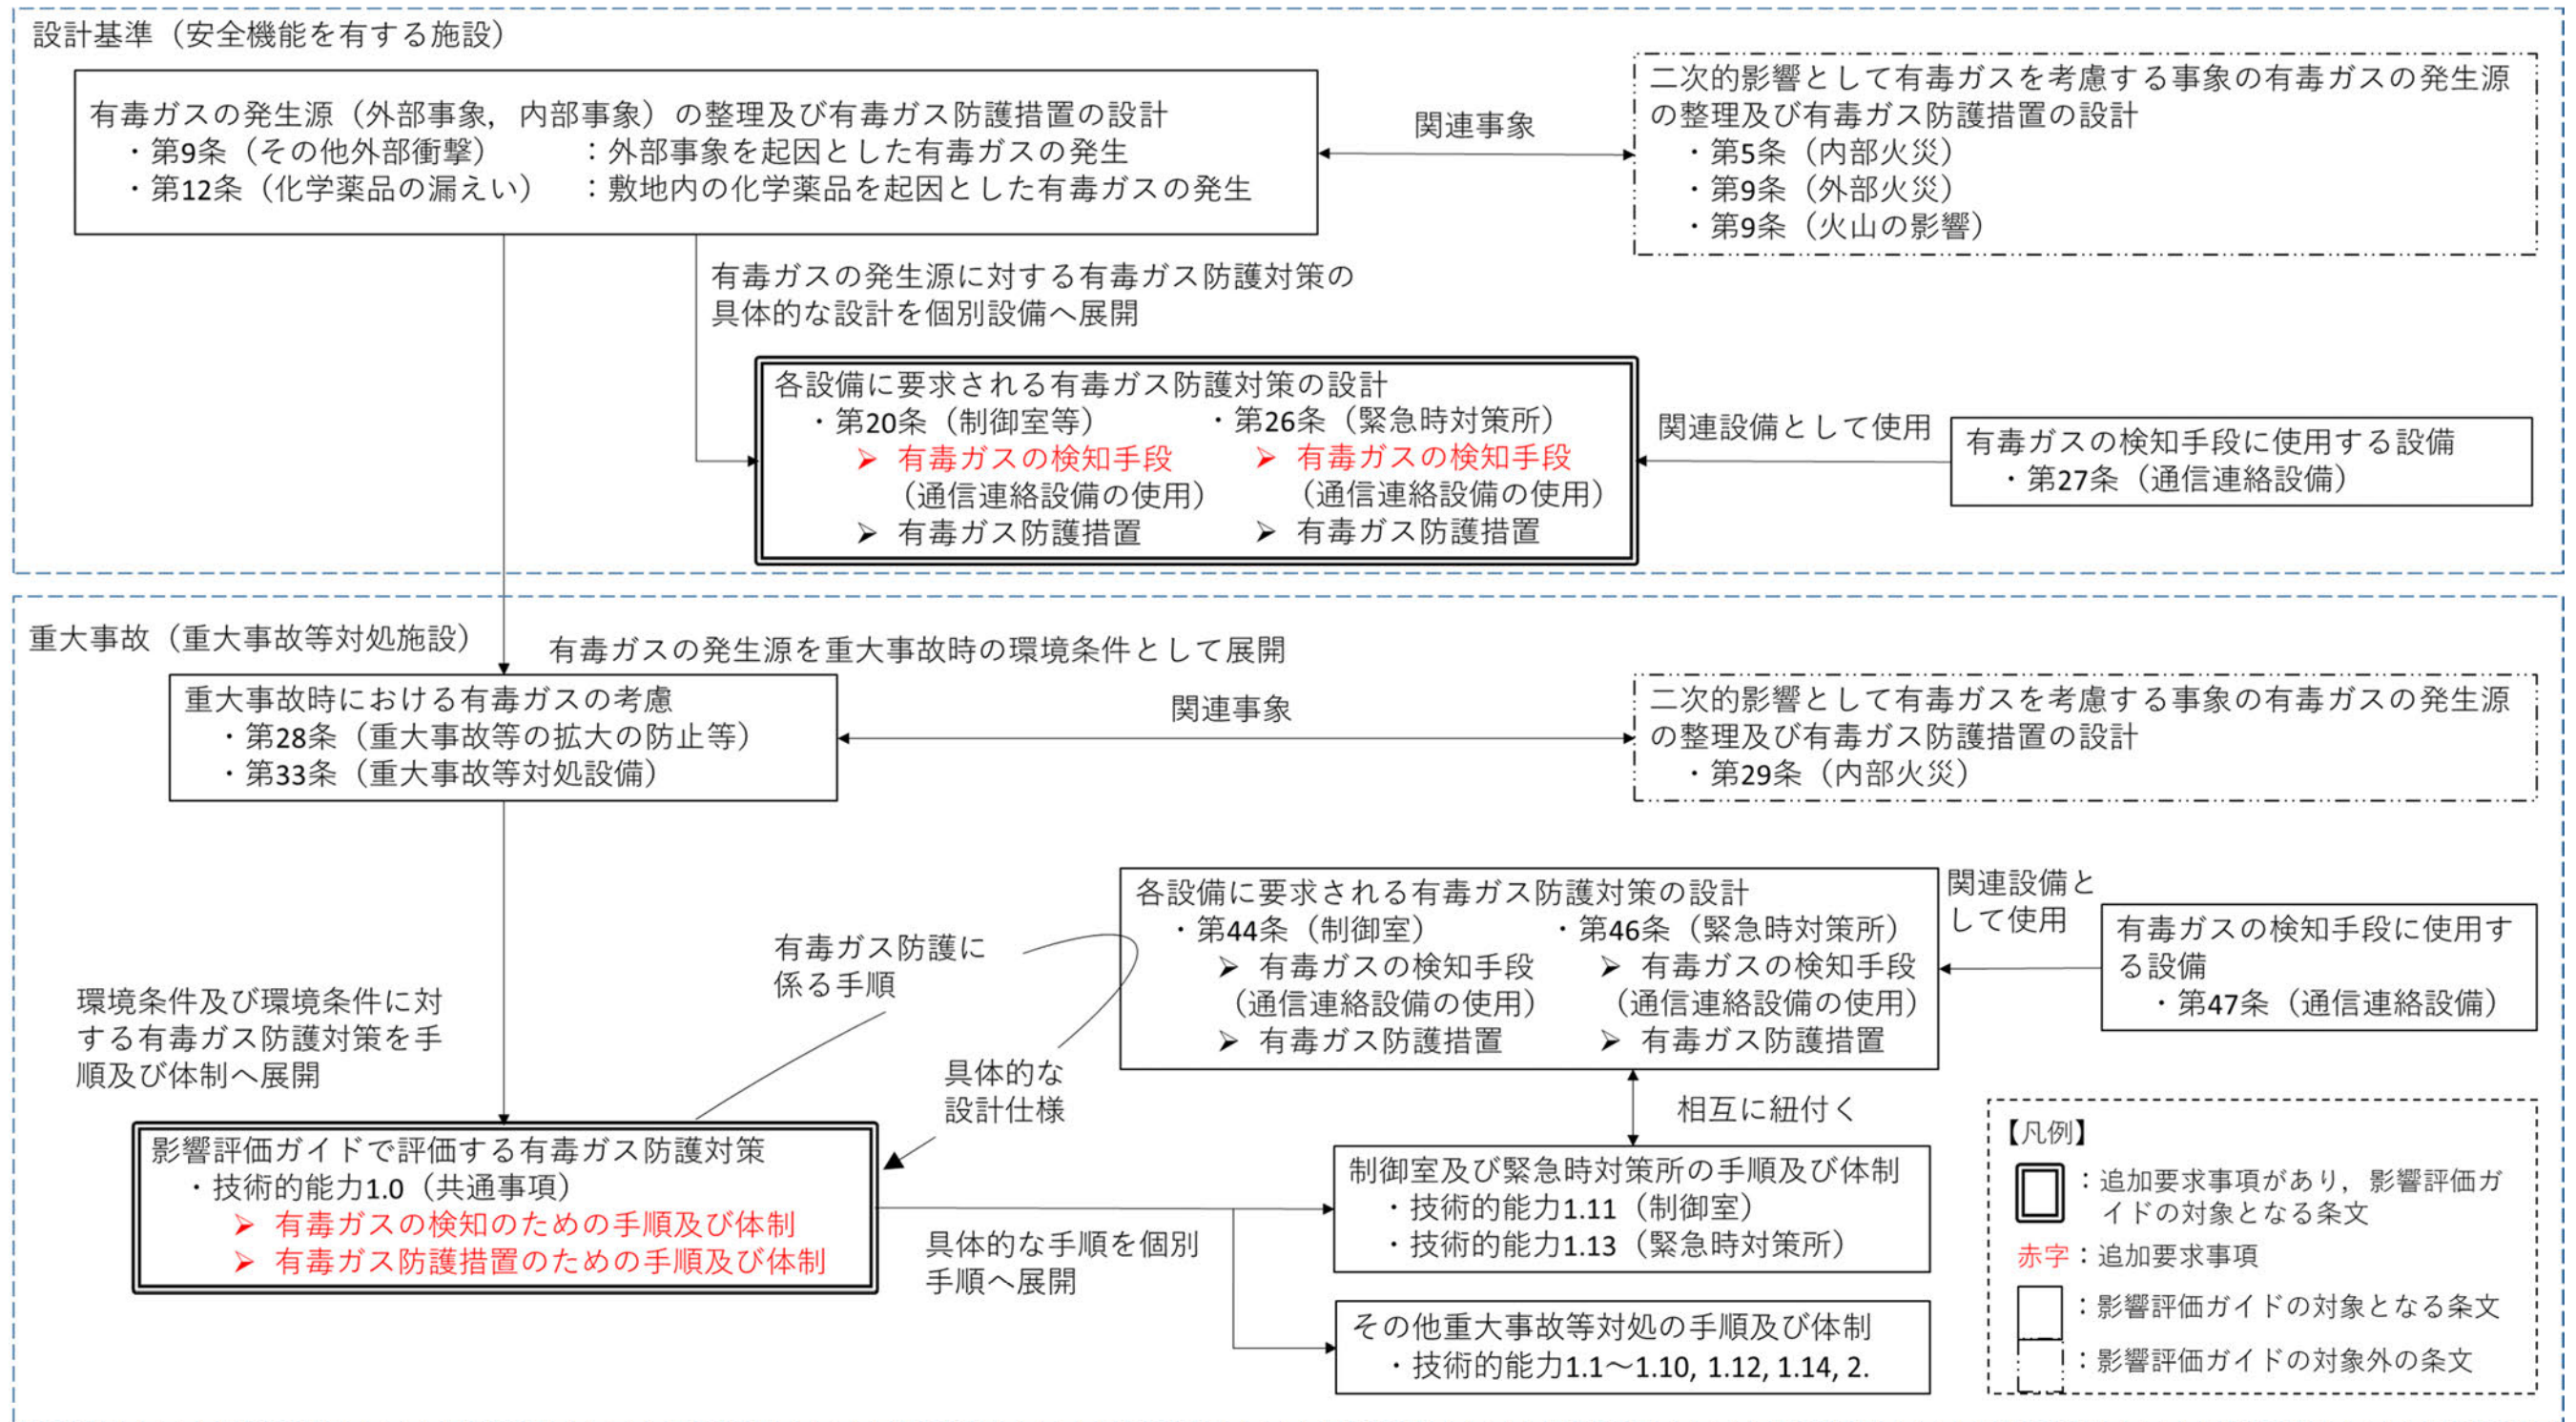 設計基準（安全機能を有する施設）
有毒ガスの発生源（外部事象，内部事象）の整理及び有毒ガス防護措置の設計
・第9条（その他外部衝撃）　　　：外部事象を起因とした有毒ガスの発生
・第12条（化学薬品の漏えい）　：敷地内の化学薬品を起因とした有毒ガスの発生
関連事象
二次的影響として有毒ガスを考慮する事象の有毒ガスの発生源
の整理及び有毒ガス防護措置の設計
・第5条（内部火災）
・第9条（外部火災）
・第9条（火山の影響）
有毒ガスの発生源に対する有毒ガス防護対策の
具体的な設計を個別設備へ展開
各設備に要求される有毒ガス防護対策の設計
・第20条（制御室等）
➢ 有毒ガスの検知手段
（通信連絡設備の使用）
➢ 有毒ガス防護措置
・第26条（緊急時対策所）
➢ 有毒ガスの検知手段
（通信連絡設備の使用）
➢ 有毒ガス防護措置
関連設備として使用
有毒ガスの検知手段に使用する設備
・第27条（通信連絡設備）
重大事故（重大事故等対処施設）
有毒ガスの発生源を重大事故時の環境条件として展開
重大事故時における有毒ガスの考慮
・第28条（重大事故等の拡大の防止等）
・第33条（重大事故等対処設備）
関連事象
二次的影響として有毒ガスを考慮する事象の有毒ガスの発生源
の整理及び有毒ガス防護措置の設計
・第29条（内部火災）
各設備に要求される有毒ガス防護対策の設計
・第44条（制御室）
➢ 有毒ガスの検知手段
（通信連絡設備の使用）
➢ 有毒ガス防護措置
・第46条（緊急時対策所）
➢ 有毒ガスの検知手段
（通信連絡設備の使用）
➢ 有毒ガス防護措置
関連設備と
して使用
有毒ガスの検知手段に使用す
る設備
・第47条（通信連絡設備）
有毒ガス防護に
係る手順
環境条件及び環境条件に対
する有毒ガス防護対策を手
順及び体制へ展開
具体的な
設計仕様
相互に紐付く
影響評価ガイドで評価する有毒ガス防護対策
・技術的能力1.0（共通事項）
➢ 有毒ガスの検知のための手順及び体制
➢ 有毒ガス防護措置のための手順及び体制
具体的な手順を個別
手順へ展開
制御室及び緊急時対策所の手順及び体制
・技術的能力1.11（制御室）
・技術的能力1.13（緊急時対策所）
その他重大事故等対処の手順及び体制
・技術的能力1.1～1.10, 1.12, 1.14, 2.
【凡例】
：追加要求事項があり，影響評価ガ
イドの対象となる条文
赤字：追加要求事項
：影響評価ガイドの対象となる条文
：影響評価ガイドの対象外の条文